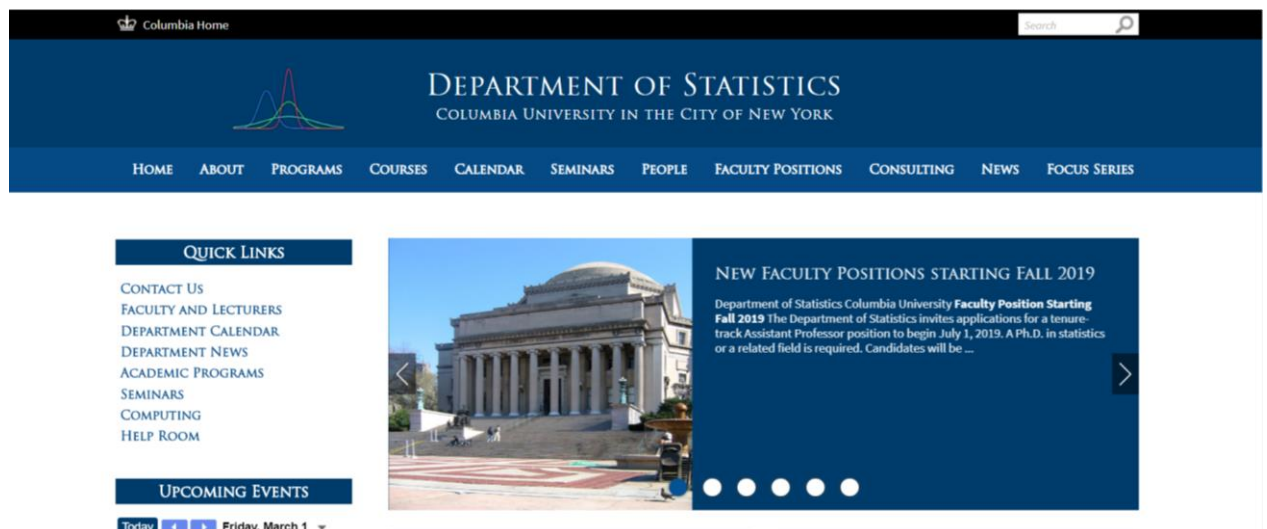 Columbia Home
Search
Department of Statistics
Columbia University in the City of New York
Home About Programs Courses Calendar Seminars People Faculty Positions Consulting News Focus Series
Quick Links
Contact Us
Faculty and Lecturers
Department Calendar
Department News
Academic Programs
Seminars
Computing
Help Room
New Faculty Positions starting Fall 2019
Department of Statistics Columbia University Faculty Position Starting
Fall 2019 The Department of Statistics invites applications for a tenure-
track Assistant Professor position to begin July 1, 2019. A Ph.D. in statistics
or a related field is required. Candidates will be ...
Upcoming Events
Today Friday, March 1